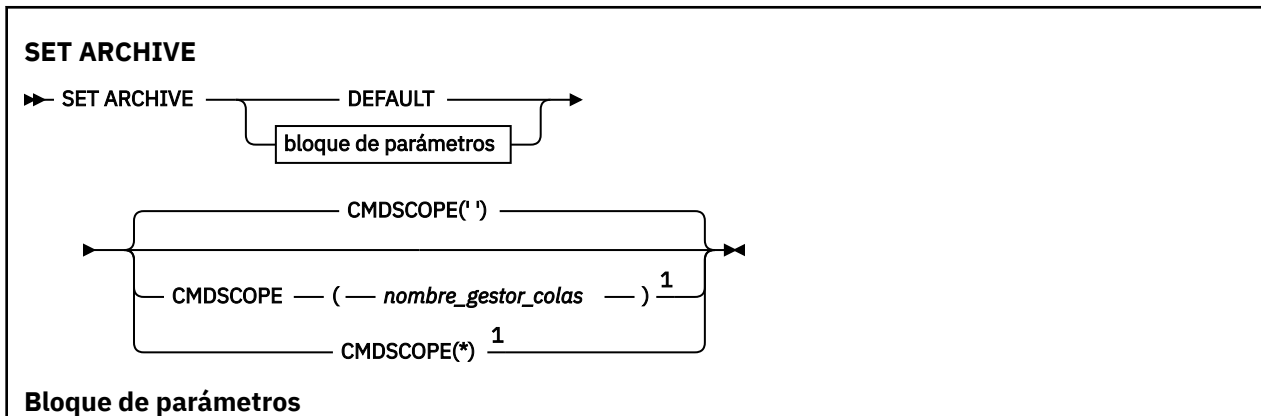 SET ARCHIVE
SET ARCHIVE DEFAULT
bloque de parámetros
CMDSCOPE(' ')
CMDSCOPE ( nombre_gestor_colas ) 1
CMDSCOPE(*) 1
Bloque de parámetros